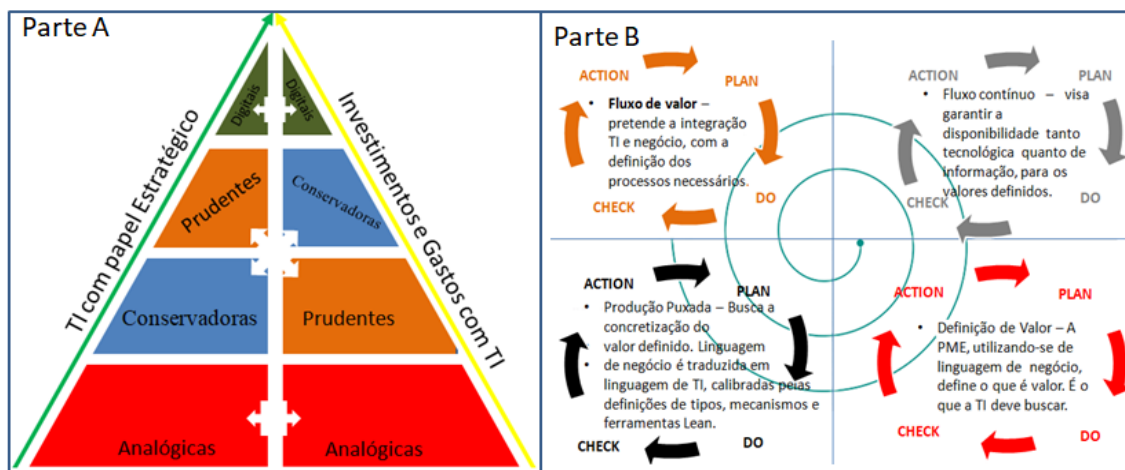 Parte A
TI com papel Estratégico
Investimentos e Gastos com TI
Digitais
Digitais
Prudentes
Conservadoras
Conservadoras
Prudentes
Analógicas
Analógicas
Parte B
ACTION
PLAN
• Fluxo de valor –
pretende a integração
TI e negócio, com a
definição dos
processos necessários.
CHECK
DO
ACTION
PLAN
• Fluxo contínuo – visa
garantir a
disponibilidade tanto
tecnológica quanto de
informação, para os
valores definidos.
CHECK
DO
ACTION
PLAN
• Produção Puxada – Busca a
concretização do
valor definido. Linguagem
• de negócio é traduzida em
linguagem de TI, calibradas pelas
definições de tipos, mecanismos e
ferramentas Lean.
CHECK
DO
ACTION
PLAN
• Definição de Valor – A
PME, utilizando-se de
linguagem de negócio,
define o que é valor. É o
que a TI deve buscar.
CHECK
DO